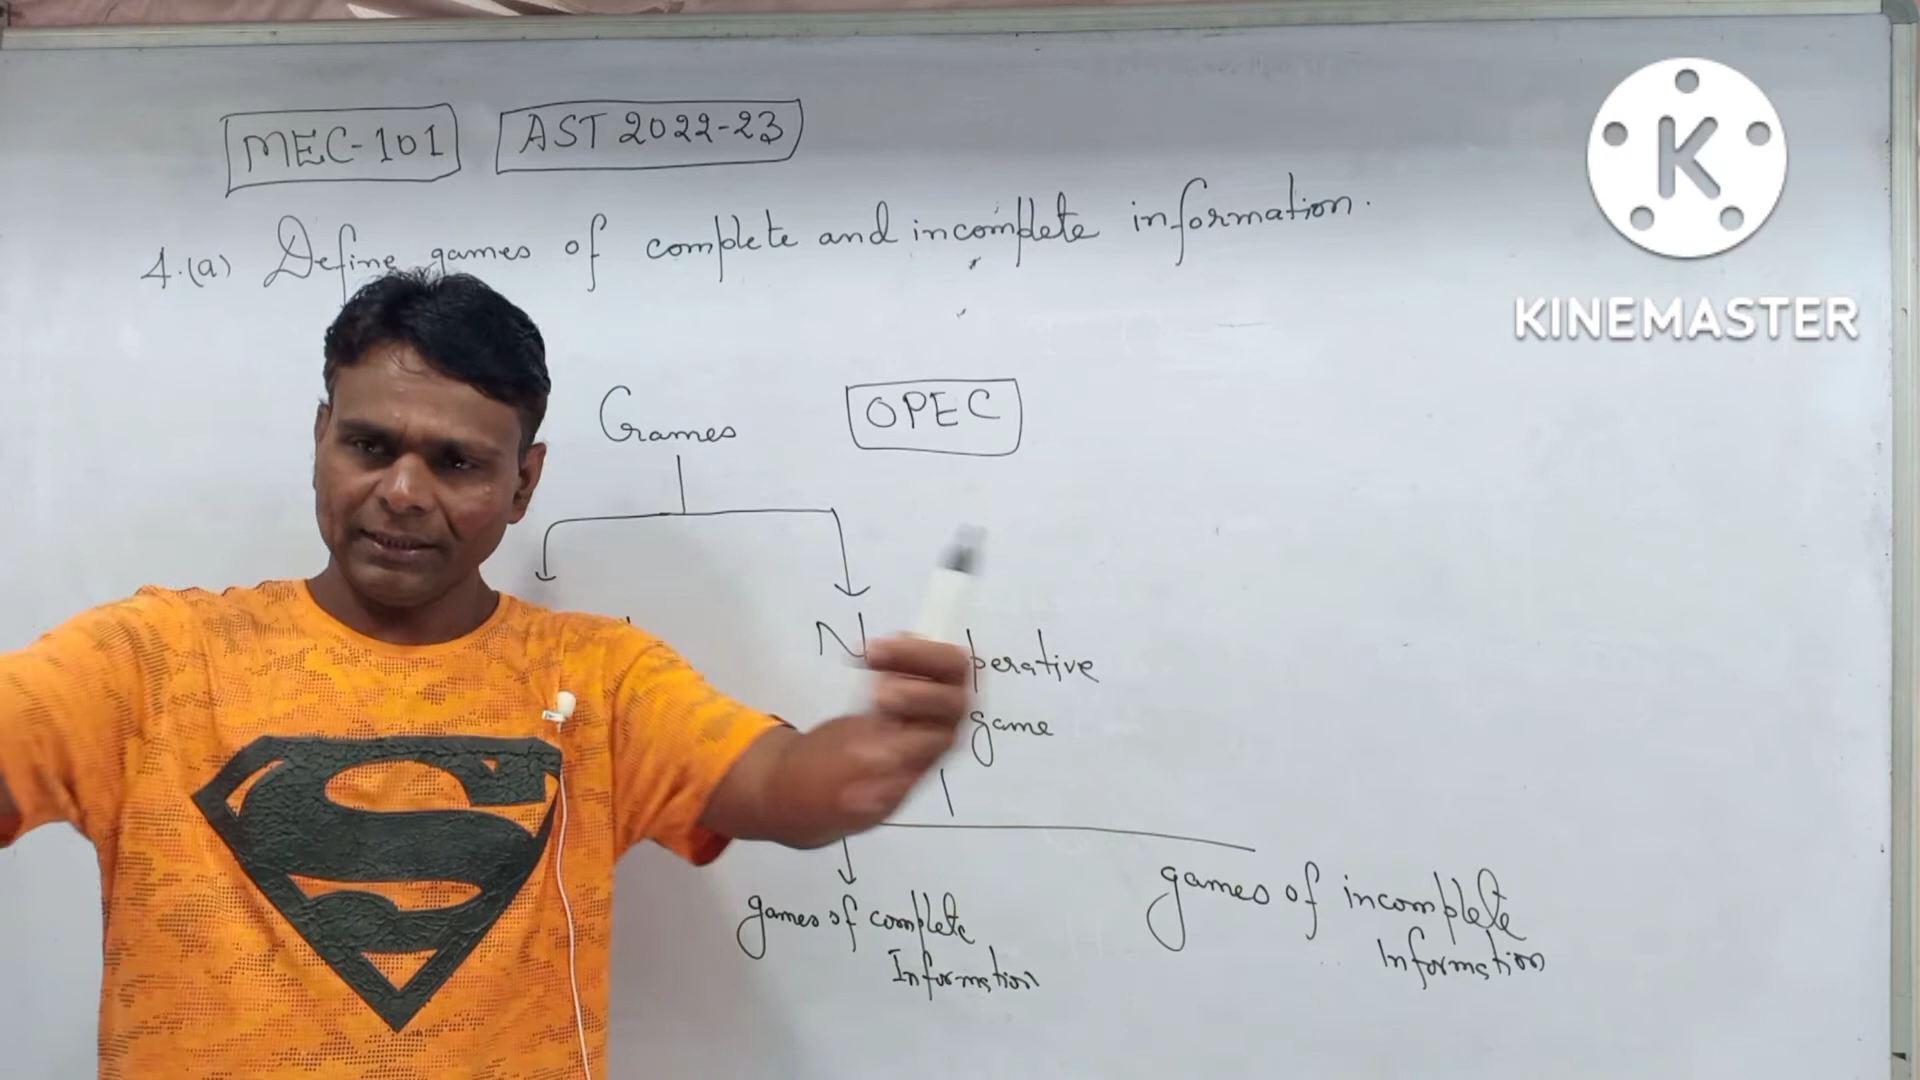 MEC-101 AST 2022-23
4.(a) Define games of complete and incomplete information.
K
KINEMASTER
Games OPEC
perative
game
games of complete
Information
games of incomplete
Information
S